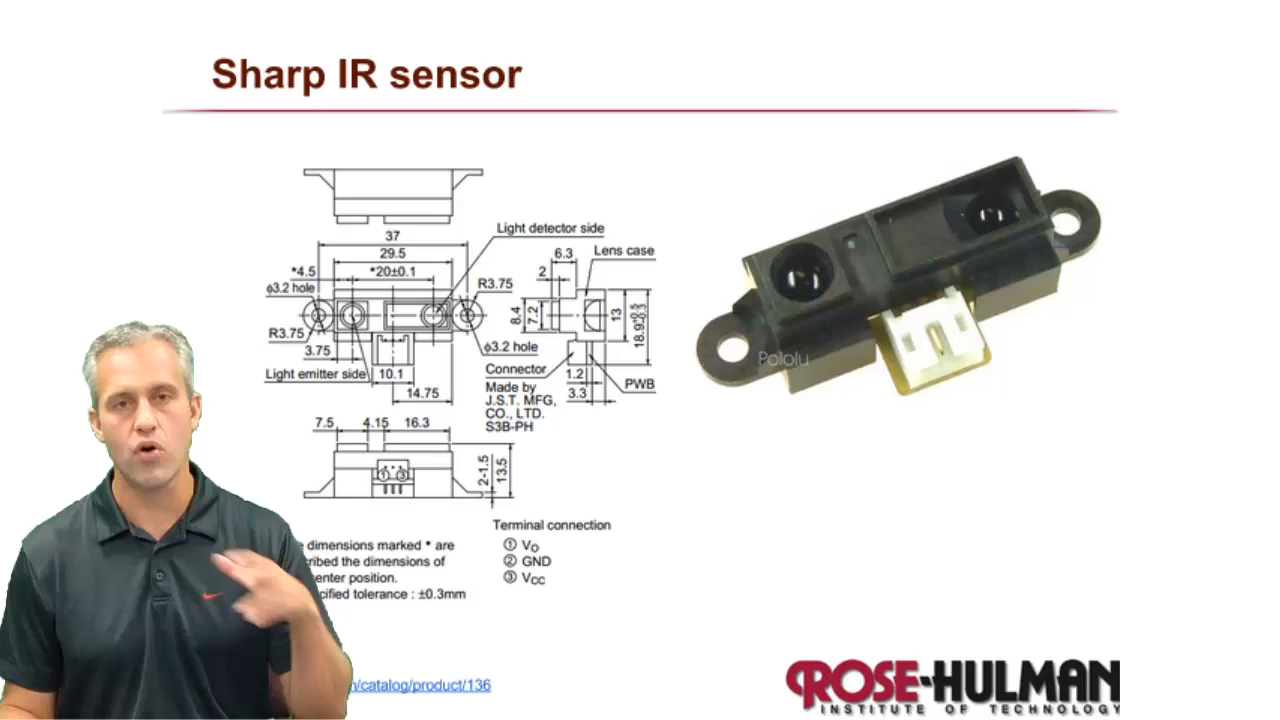 Sharp IR sensor
Light detector side
37
29.5
6.3
Lens case
*4.5
*20±0.1
2
φ3.2 hole
R3.75
8.4
7.2
13
R3.75
φ3.2 hole
3.75
Connector
1.2
Light emitter side
10.1
PWB
Made by
3.3
14.75
J.S.T. MFG,
CO., LTD.
S3B-PH
7.5
4.15
16.3
2-1.5
13.5
① ③
Terminal connection
dimensions marked * are
① VO
the dimensions of
② GND
position.
③ VCC
tolerance : ±0.3mm
Pololu
/catalog/product/136
ROSE-HULMAN
INSTITUTE OF TECHNOLOGY